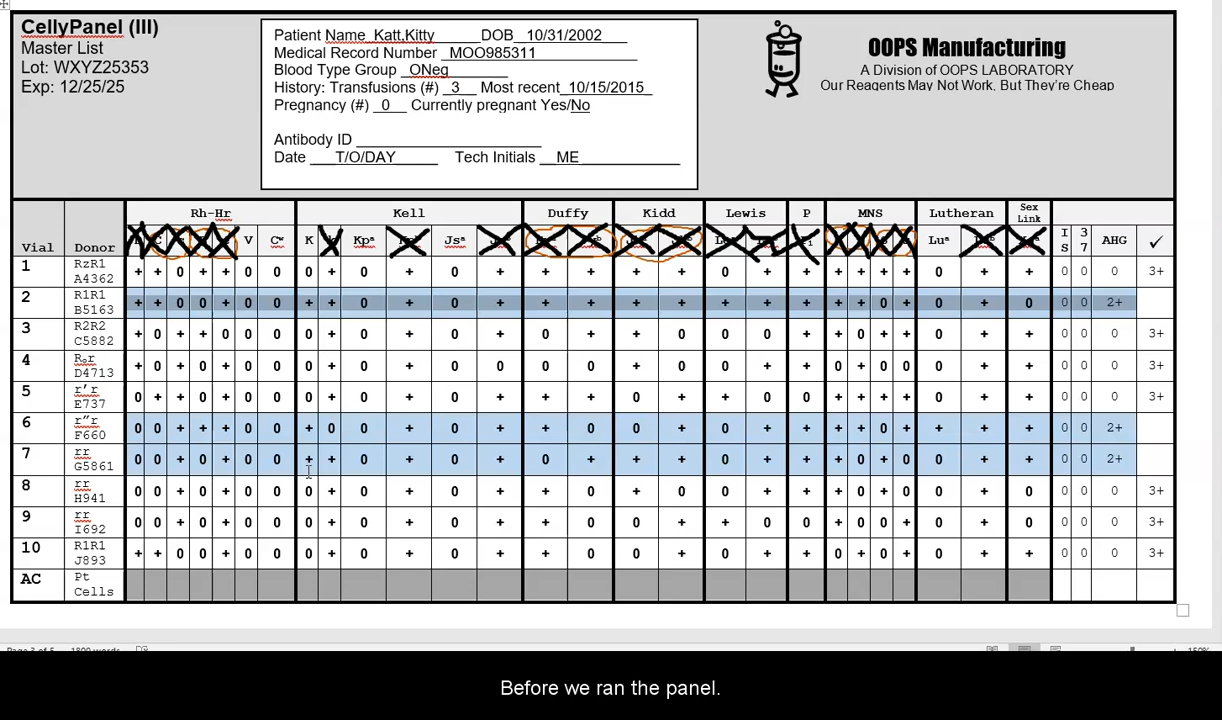 CellyPanel (III)
Master List
Lot: WXYZ25353
Exp: 12/25/25
Patient Name Katt,Kitty DOB 10/31/2002
Medical Record Number MOO985311
Blood Type Group ONeg
History: Transfusions (#) 3 Most recent 10/15/2015
Pregnancy (#) 0 Currently pregnant Yes/No
Antibody ID
Date T/O/DAY Tech Initials ME
OOPS Manufacturing
A Division of OOPS LABORATORY
Our Reagents May Not Work, But They're Cheap
Rh-Hr Kell Duffy Kidd Lewis P MNS Lutheran Sex Link
Vial Donor C V Cʷ K Kpᵃ Jsᵃ Luᵃ IS 37 AHG ✓
1 RzR1 A4362 + + 0 + + 0 0 0 + 0 + 0 + + + + + 0 + + + + + + 0 + + 0 0 0 3+
2 R1R1 B5163 + + 0 0 + 0 0 + + 0 + 0 + + + + + + + + + + 0 + 0 + 0 0 0 2+
3 R2R2 C5882 + 0 + + 0 0 0 0 + 0 + 0 + 0 + + 0 0 0 + + 0 + + 0 + + 0 0 0 3+
4 R₀r D4713 + 0 + 0 + 0 0 0 + 0 + 0 0 0 0 + 0 + 0 + 0 + 0 + 0 + + 0 0 0 3+
5 r'r E737 0 + + 0 + 0 0 0 + 0 + 0 + + + 0 + + 0 0 + + + + 0 + + 0 0 0 3+
6 r"r F660 0 0 + + + 0 0 + 0 0 + 0 + + 0 0 + 0 + + + + 0 + + + + 0 0 2+
7 rr G5861 0 0 + 0 + 0 0 + + 0 + 0 + 0 + + + 0 + + + 0 + 0 0 + + 0 0 2+
8 rr H941 0 0 + 0 + 0 0 0 + 0 + 0 + + 0 + 0 0 + + + 0 + 0 0 + + 0 0 0 3+
9 rr I692 0 0 + 0 + 0 0 0 + 0 + 0 + + 0 + + + 0 0 + 0 0 + 0 + 0 0 0 0 3+
10 R1R1 J893 + + 0 0 + 0 0 0 + 0 + 0 + + 0 0 + 0 + + 0 + 0 + 0 + + 0 0 0 3+
AC Pt Cells
Before we ran the panel.